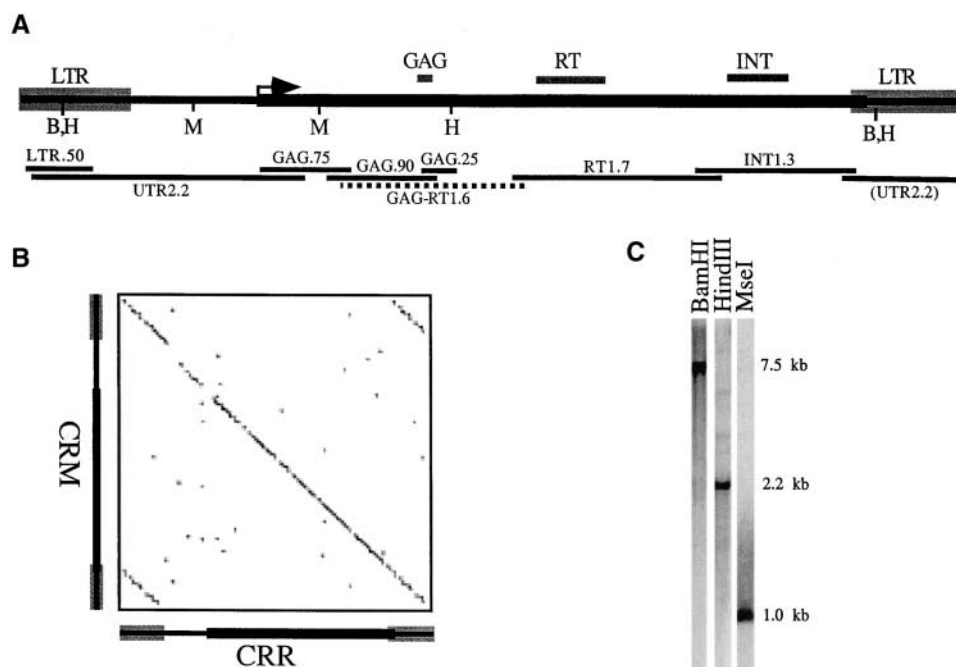 A
LTR GAG RT INT LTR
B,H M M H B,H
LTR.50 GAG.75 GAG.90 GAG.25 RT1.7 INT1.3
UTR2.2 GAG-RT1.6 (UTR2.2)
B
CRM
CRR
C
BamHI HindIII MseI
7.5 kb
2.2 kb
1.0 kb